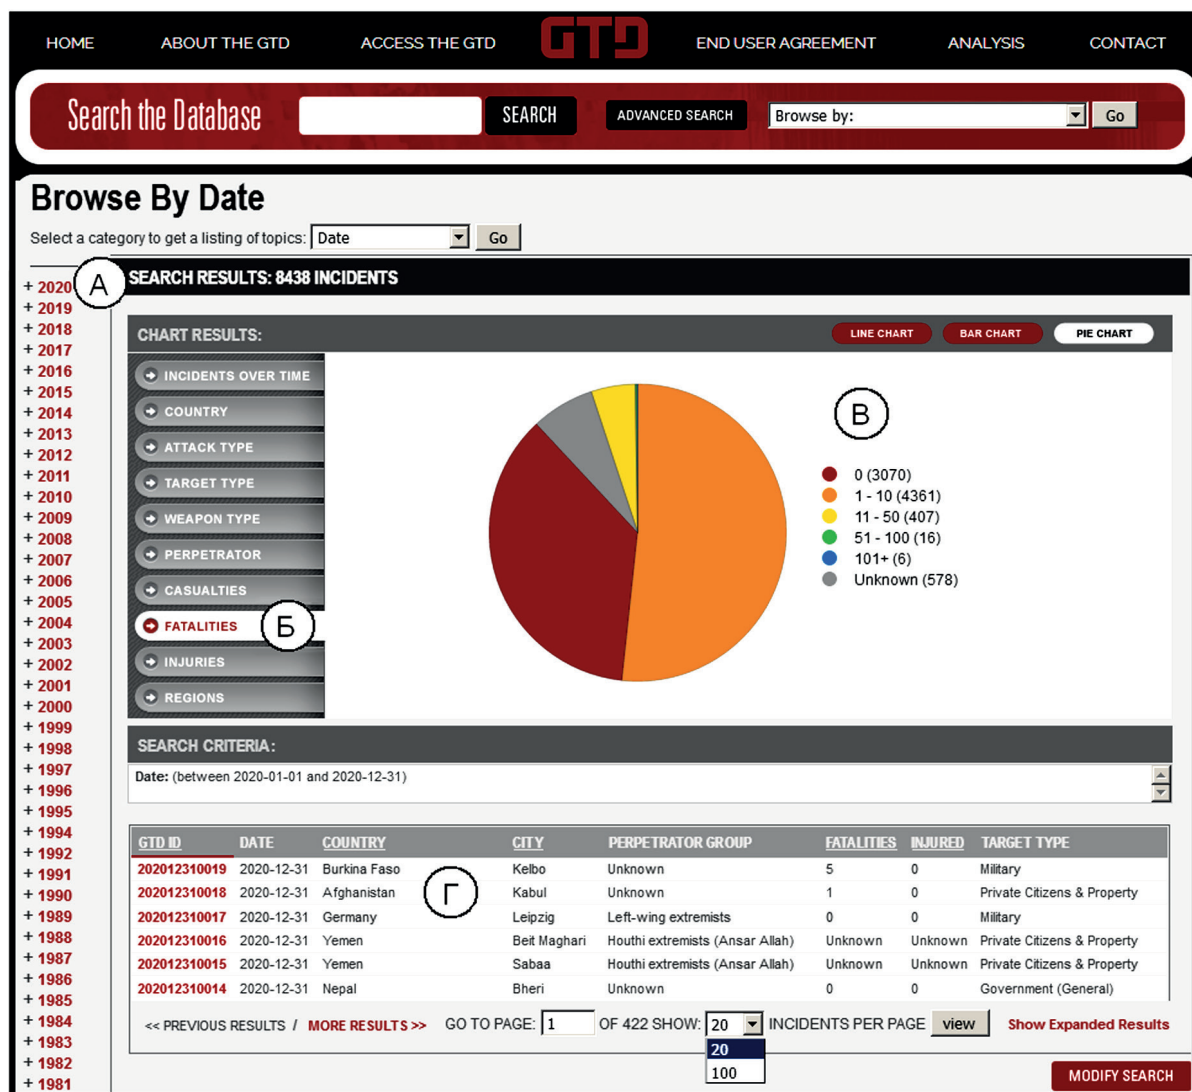 HOME ABOUT THE GTD ACCESS THE GTD GTD END USER AGREEMENT ANALYSIS CONTACT
Search the Database SEARCH ADVANCED SEARCH Browse by: Go
Browse By Date
Select a category to get a listing of topics: Date Go
+ 2020
+ 2019
+ 2018
+ 2017
+ 2016
+ 2015
+ 2014
+ 2013
+ 2012
+ 2011
+ 2010
+ 2009
+ 2008
+ 2007
+ 2006
+ 2005
+ 2004
+ 2003
+ 2002
+ 2001
+ 2000
+ 1999
+ 1998
+ 1997
+ 1996
+ 1995
+ 1994
+ 1992
+ 1991
+ 1990
+ 1989
+ 1988
+ 1987
+ 1986
+ 1985
+ 1984
+ 1983
+ 1982
+ 1981
А
SEARCH RESULTS: 8438 INCIDENTS
CHART RESULTS: LINE CHART BAR CHART PIE CHART
INCIDENTS OVER TIME
COUNTRY
ATTACK TYPE
TARGET TYPE
WEAPON TYPE
PERPETRATOR
CASUALTIES
FATALITIES
Б
INJURIES
REGIONS
В
0 (3070)
1 - 10 (4361)
11 - 50 (407)
51 - 100 (16)
101+ (6)
Unknown (578)
SEARCH CRITERIA:
Date: (between 2020-01-01 and 2020-12-31)
GTD ID DATE COUNTRY CITY PERPETRATOR GROUP FATALITIES INJURED TARGET TYPE
202012310019 2020-12-31 Burkina Faso Kelbo Unknown 5 0 Military
202012310018 2020-12-31 Afghanistan Kabul Unknown 1 0 Private Citizens & Property
Г
202012310017 2020-12-31 Germany Leipzig Left-wing extremists 0 0 Military
202012310016 2020-12-31 Yemen Beit Maghari Houthi extremists (Ansar Allah) Unknown Unknown Private Citizens & Property
202012310015 2020-12-31 Yemen Sabaa Houthi extremists (Ansar Allah) Unknown Unknown Private Citizens & Property
202012310014 2020-12-31 Nepal Bheri Unknown 0 0 Government (General)
<< PREVIOUS RESULTS / MORE RESULTS >> GO TO PAGE: 1 OF 422 SHOW: 20 INCIDENTS PER PAGE view Show Expanded Results
20
100
MODIFY SEARCH